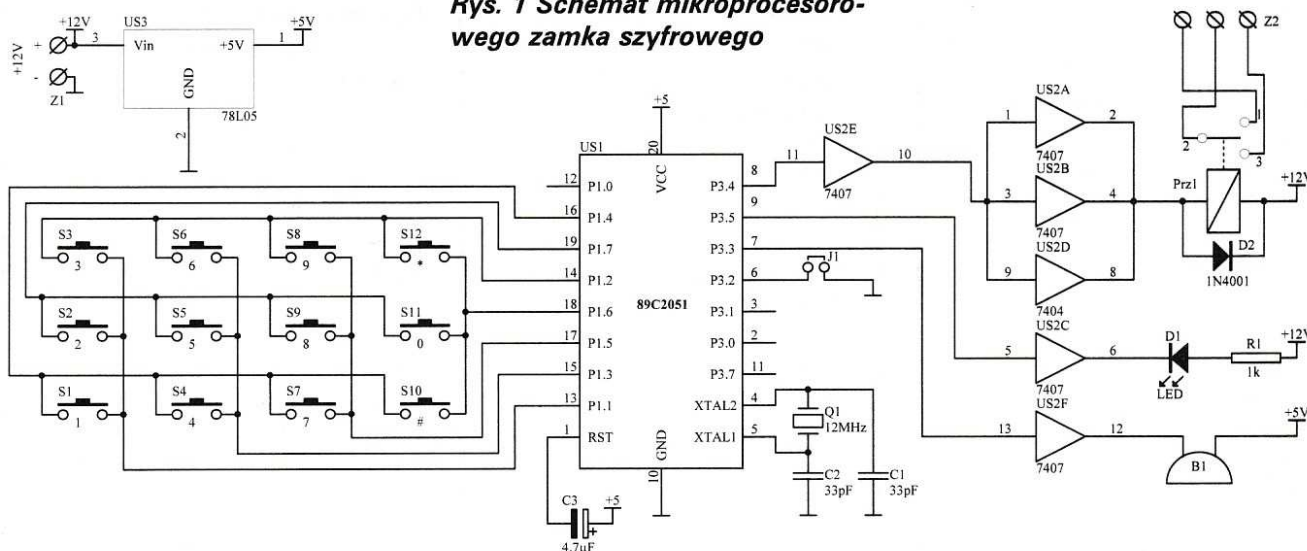 Rys. 1 Schemat mikroprocesoro-
wego zamka szyfrowego
US3
+12V
3
Vin
+5V
1
+5V
GND
78L05
2
+12V
+
-
Z1
US1
+5
20
VCC
89C2051
GND
10
12 P1.0
16 P1.4
19 P1.7
14 P1.2
18 P1.6
17 P1.5
15 P1.3
13 P1.1
1 RST
P3.4 8
P3.5 9
P3.3 7
P3.2 6
P3.1 3
P3.0 2
P3.7 11
XTAL2 4
XTAL1 5
S3 S6 S8 S12
3 6 9 *
S2 S5 S9 S11
2 5 8 0
S1 S4 S7 S10
1 4 7 #
C3
4.7uF
+
+5
J1
Q1
12MHz
C2
33pF
C1
33pF
US2E
11 10
7407
US2A
1 2
7407
US2B
3 4
7407
US2D
9 8
7404
US2C
5 6
7407
US2F
13 12
7407
Z2
1
2
3
Prz1
+12V
D2
1N4001
D1
LED
R1
1k
+12V
+5V
B1